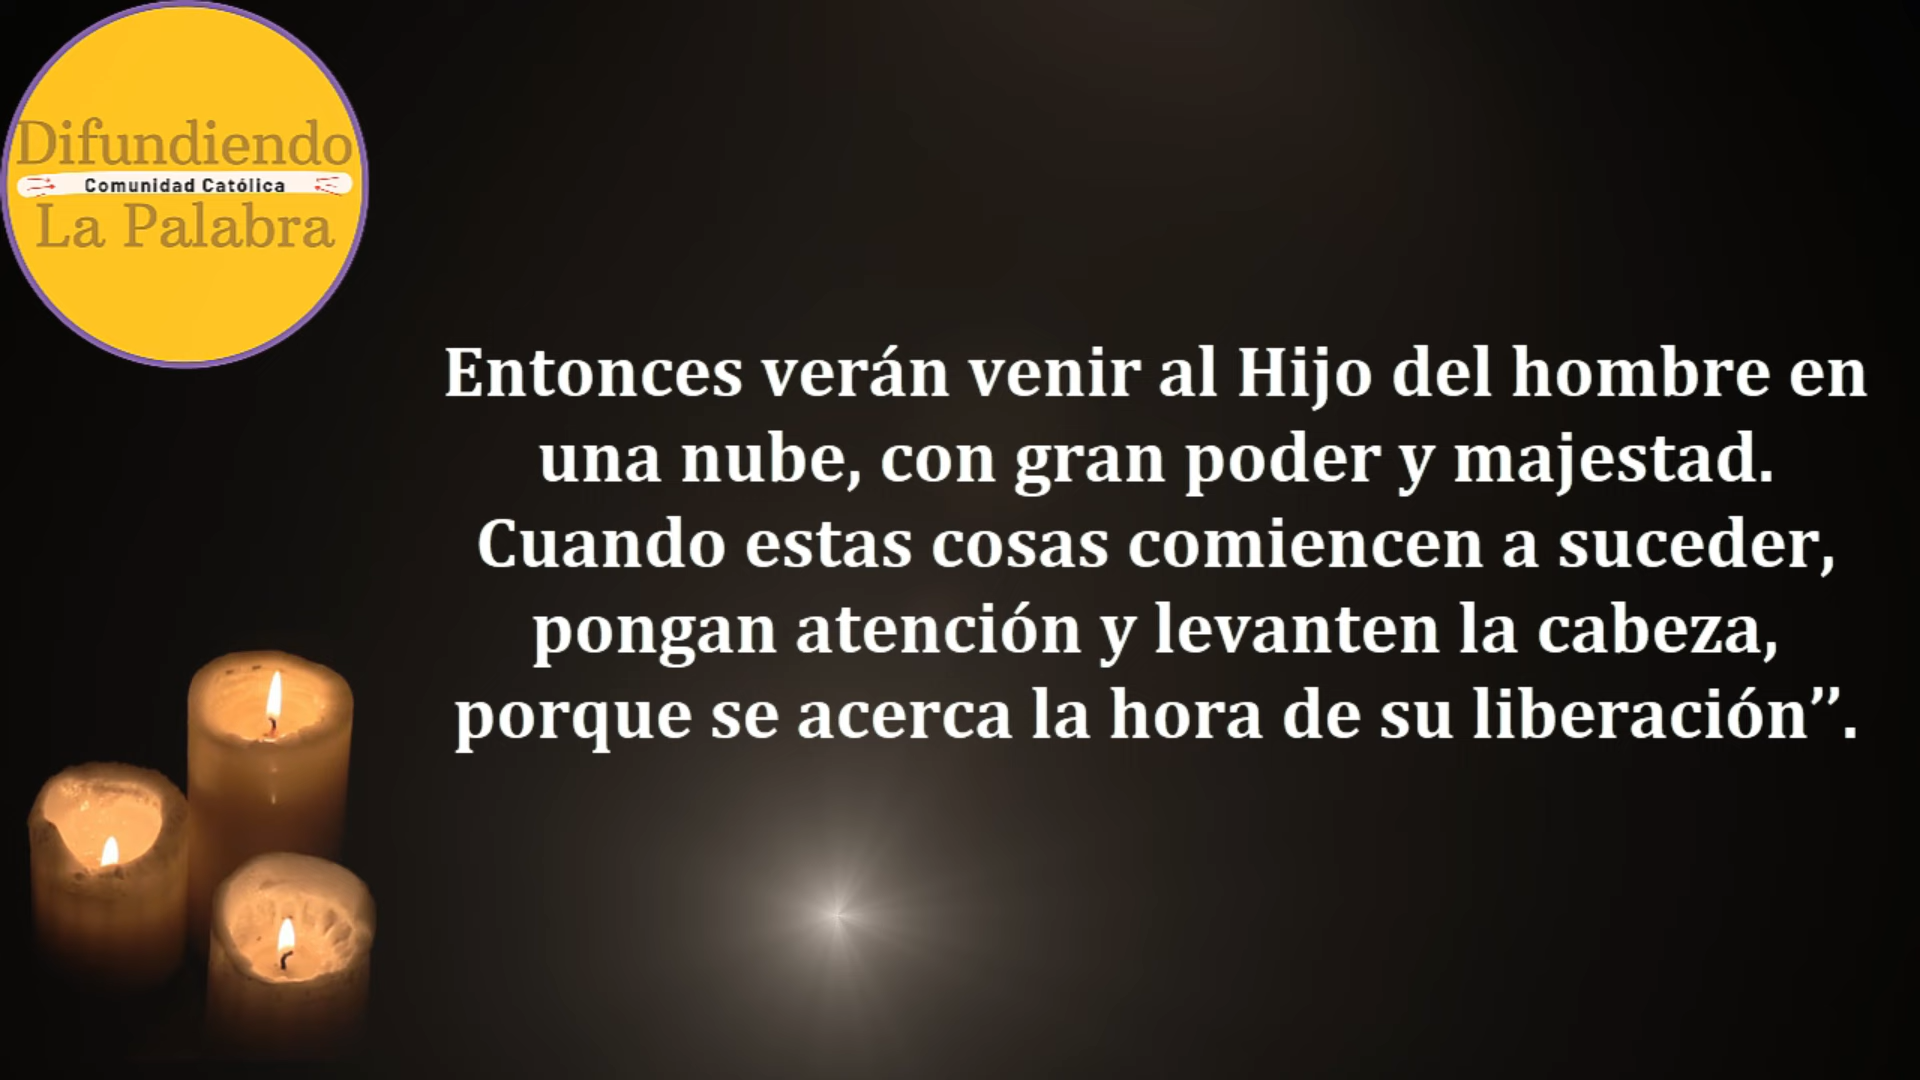 Difundiendo
Comunidad Católica
La Palabra
Entonces verán venir al Hijo del hombre en
una nube, con gran poder y majestad.
Cuando estas cosas comiencen a suceder,
pongan atención y levanten la cabeza,
porque se acerca la hora de su liberación”.